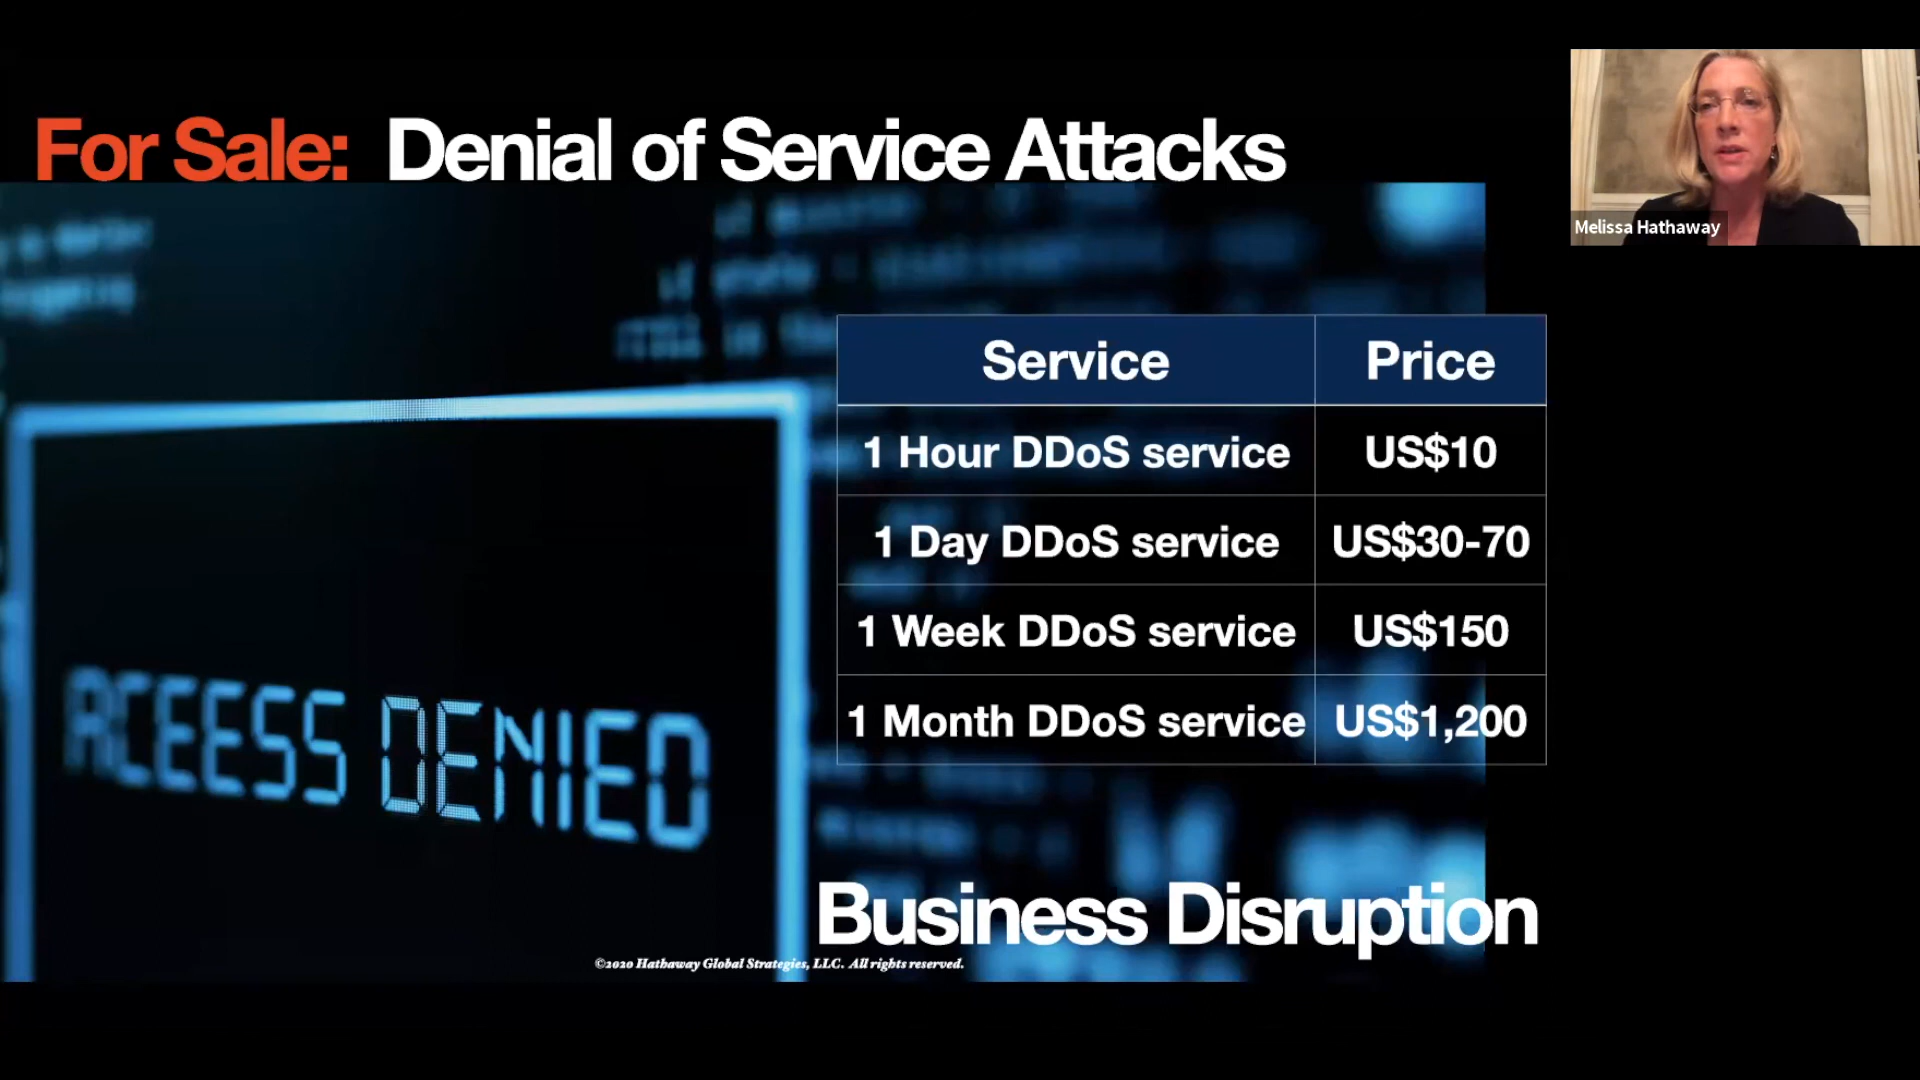 For Sale: Denial of Service Attacks
Melissa Hathaway
Service Price
1 Hour DDoS service US$10
1 Day DDoS service US$30-70
1 Week DDoS service US$150
1 Month DDoS service US$1,200
ACEESS DENIED
Business Disruption
©2020 Hathaway Global Strategies, LLC. All rights reserved.